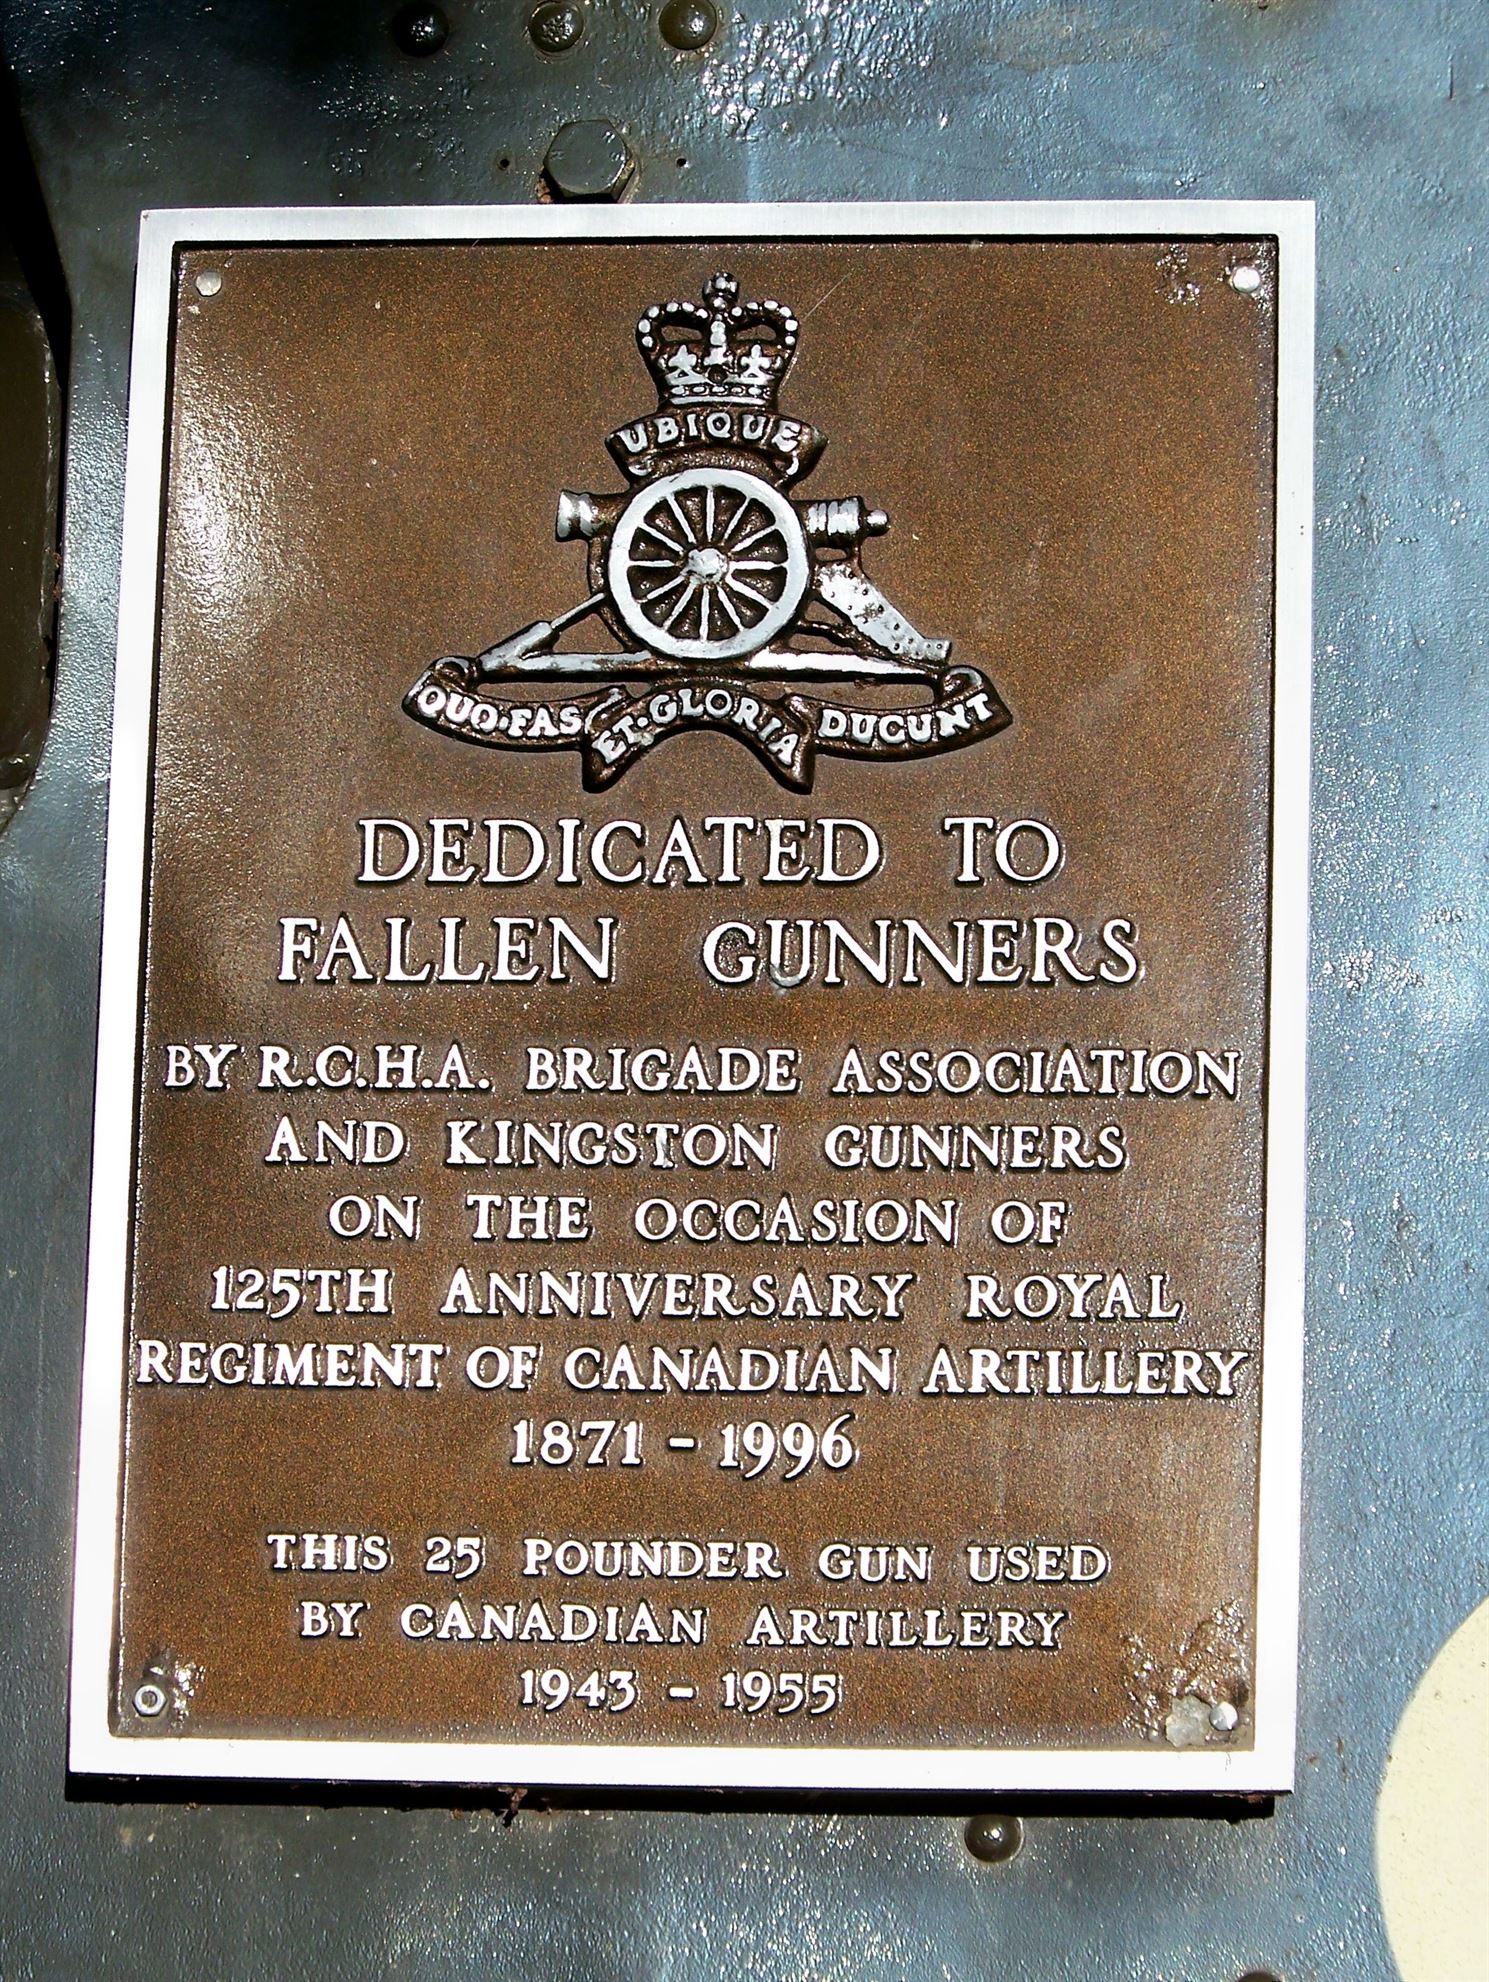 UBIQUE
QUO·FAS ET·GLORIA DUCUNT
DEDICATED TO
FALLEN GUNNERS
BY R.C.H.A. BRIGADE ASSOCIATION
AND KINGSTON GUNNERS
ON THE OCCASION OF
125TH ANNIVERSARY ROYAL
REGIMENT OF CANADIAN ARTILLERY
1871 - 1996
THIS 25 POUNDER GUN USED
BY CANADIAN ARTILLERY
1943 - 1955